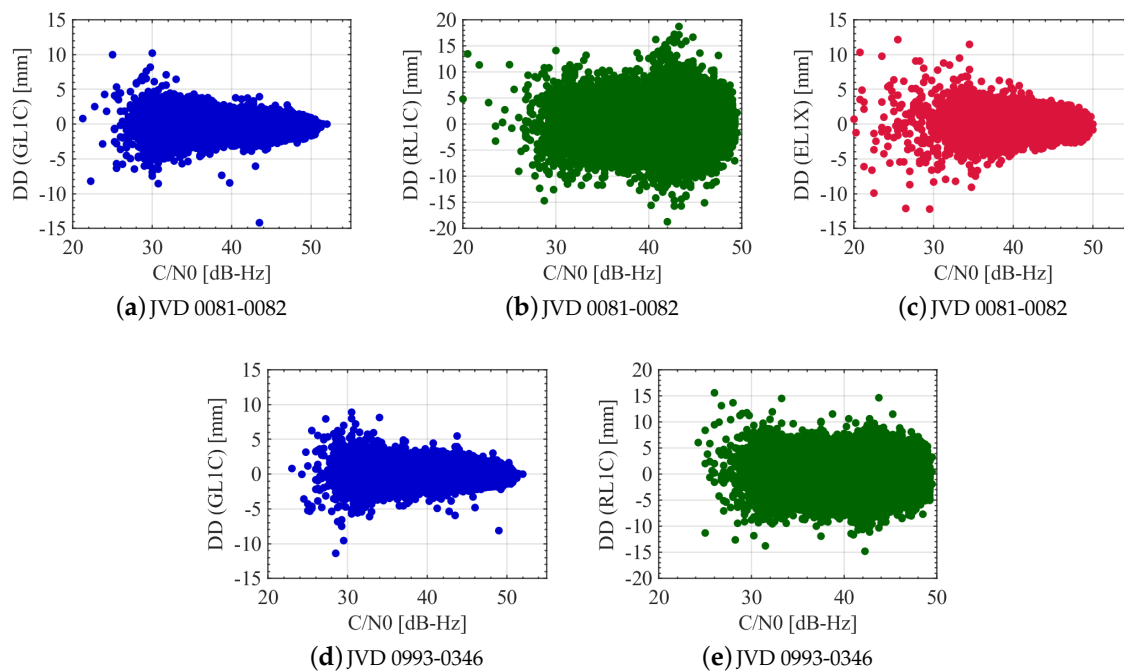 15
10
5
0
-5
-10
-15
20 30 40 50
DD (GL1C) [mm]
C/N0 [dB-Hz]
(a) JVD 0081-0082
20
15
10
5
0
-5
-10
-15
-20
20 30 40 50
DD (RL1C) [mm]
C/N0 [dB-Hz]
(b) JVD 0081-0082
15
10
5
0
-5
-10
-15
20 30 40 50
DD (EL1X) [mm]
C/N0 [dB-Hz]
(c) JVD 0081-0082
15
10
5
0
-5
-10
-15
20 30 40 50
DD (GL1C) [mm]
C/N0 [dB-Hz]
(d) JVD 0993-0346
20
15
10
5
0
-5
-10
-15
-20
20 30 40 50
DD (RL1C) [mm]
C/N0 [dB-Hz]
(e) JVD 0993-0346